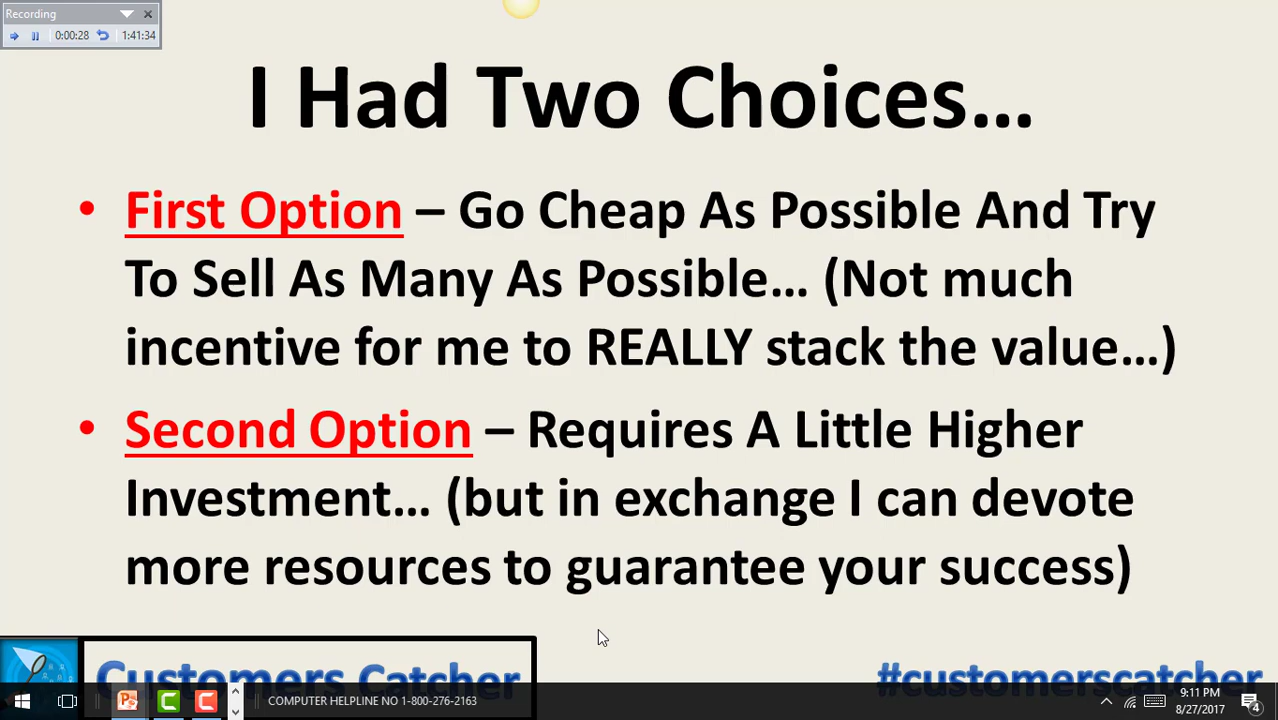 Recording
0:00:28 1:41:34
I Had Two Choices...
• First Option – Go Cheap As Possible And Try
To Sell As Many As Possible... (Not much
incentive for me to REALLY stack the value...)
• Second Option – Requires A Little Higher
Investment... (but in exchange I can devote
more resources to guarantee your success)
Customers Catcher
#customerscatcher
COMPUTER HELPLINE NO 1-800-276-2163
9:11 PM
8/27/2017
4